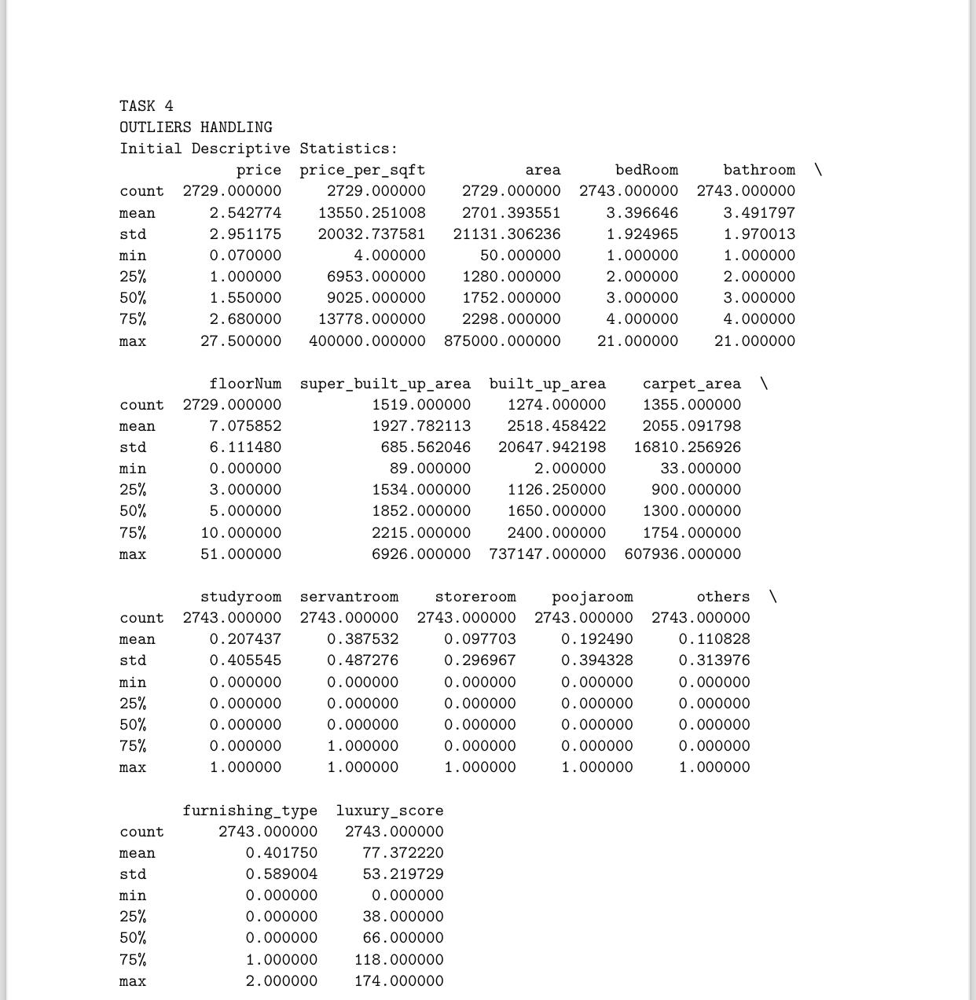 TASK 4
OUTLIERS HANDLING
Initial Descriptive Statistics:
price price_per_sqft area bedRoom bathroom \
count 2729.000000 2729.000000 2729.000000 2743.000000 2743.000000
mean 2.542774 13550.251008 2701.393551 3.396646 3.491797
std 2.951175 20032.737581 21131.306236 1.924965 1.970013
min 0.070000 4.000000 50.000000 1.000000 1.000000
25% 1.000000 6953.000000 1280.000000 2.000000 2.000000
50% 1.550000 9025.000000 1752.000000 3.000000 3.000000
75% 2.680000 13778.000000 2298.000000 4.000000 4.000000
max 27.500000 400000.000000 875000.000000 21.000000 21.000000
floorNum super_built_up_area built_up_area carpet_area \
count 2729.000000 1519.000000 1274.000000 1355.000000
mean 7.075852 1927.782113 2518.458422 2055.091798
std 6.111480 685.562046 20647.942198 16810.256926
min 0.000000 89.000000 2.000000 33.000000
25% 3.000000 1534.000000 1126.250000 900.000000
50% 5.000000 1852.000000 1650.000000 1300.000000
75% 10.000000 2215.000000 2400.000000 1754.000000
max 51.000000 6926.000000 737147.000000 607936.000000
studyroom servantroom storeroom poojaroom others \
count 2743.000000 2743.000000 2743.000000 2743.000000 2743.000000
mean 0.207437 0.387532 0.097703 0.192490 0.110828
std 0.405545 0.487276 0.296967 0.394328 0.313976
min 0.000000 0.000000 0.000000 0.000000 0.000000
25% 0.000000 0.000000 0.000000 0.000000 0.000000
50% 0.000000 0.000000 0.000000 0.000000 0.000000
75% 0.000000 1.000000 0.000000 0.000000 0.000000
max 1.000000 1.000000 1.000000 1.000000 1.000000
furnishing_type luxury_score
count 2743.000000 2743.000000
mean 0.401750 77.372220
std 0.589004 53.219729
min 0.000000 0.000000
25% 0.000000 38.000000
50% 0.000000 66.000000
75% 1.000000 118.000000
max 2.000000 174.000000